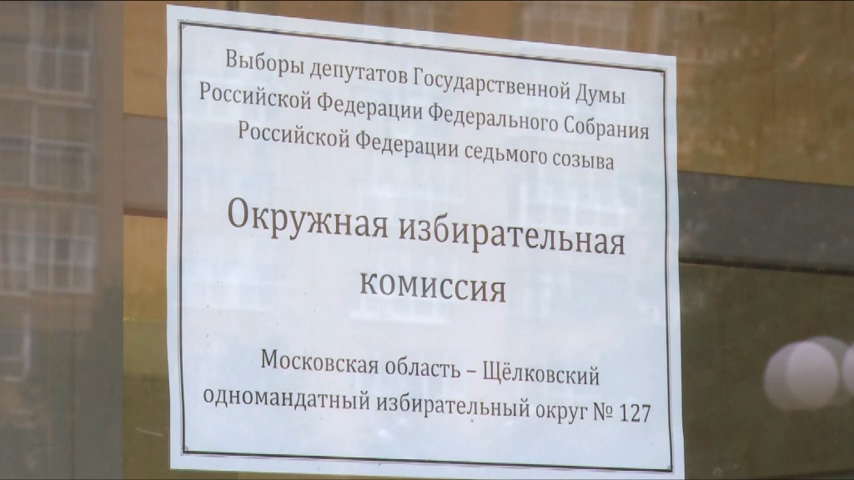 Выборы депутатов Государственной Думы
Российской Федерации Федерального Собрания
Российской Федерации седьмого созыва
Окружная избирательная
комиссия
Московская область – Щёлковский
одномандатный избирательный округ № 127